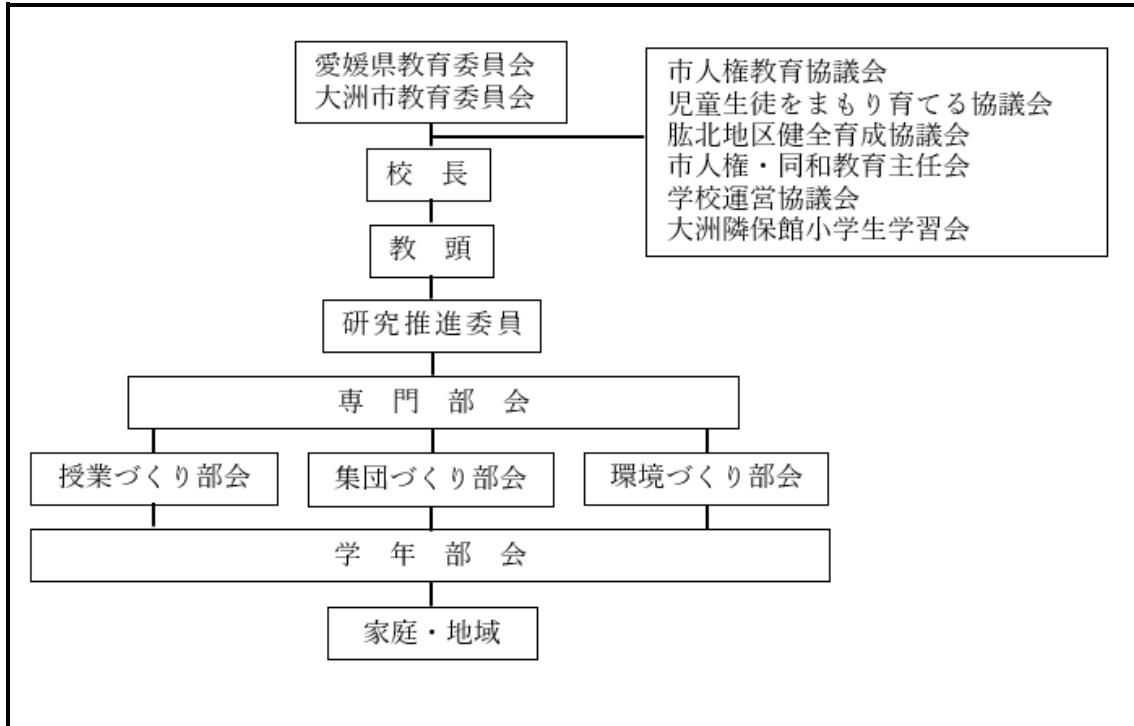 愛媛県教育委員会
大洲市教育委員会
市人権教育協議会
児童生徒をまもり育てる協議会
肱北地区健全育成協議会
市人権・同和教育主任会
学校運営協議会
大洲隣保館小学生学習会
校　長
教　頭
研究推進委員
専　門　部　会
授業づくり部会
集団づくり部会
環境づくり部会
学　年　部　会
家庭・地域